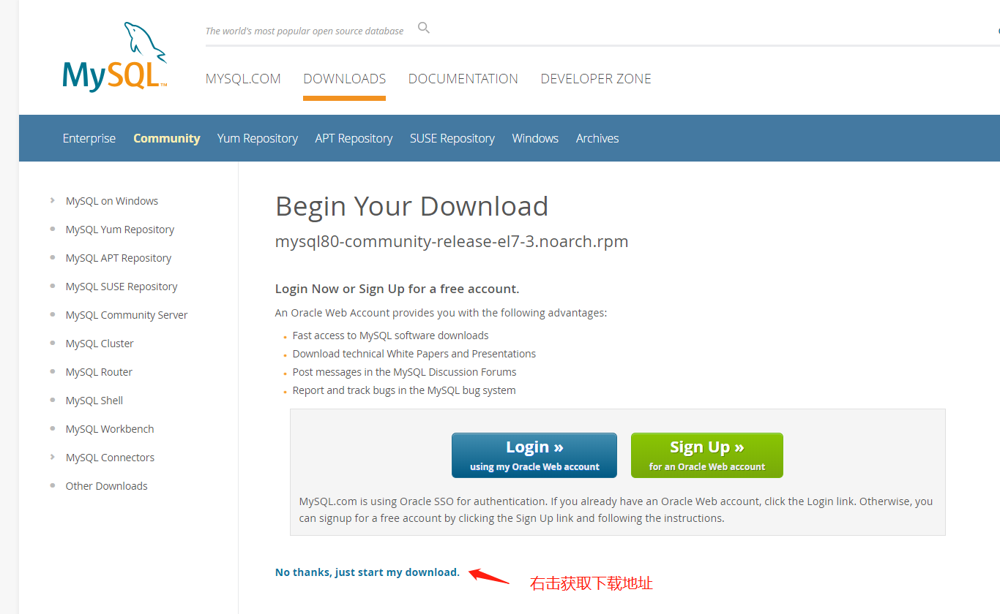 The world's most popular open source database
MySQL™
MYSQL.COM DOWNLOADS DOCUMENTATION DEVELOPER ZONE
Enterprise Community Yum Repository APT Repository SUSE Repository Windows Archives
MySQL on Windows
MySQL Yum Repository
MySQL APT Repository
MySQL SUSE Repository
MySQL Community Server
MySQL Cluster
MySQL Router
MySQL Shell
MySQL Workbench
MySQL Connectors
Other Downloads
Begin Your Download
mysql80-community-release-el7-3.noarch.rpm
Login Now or Sign Up for a free account.
An Oracle Web Account provides you with the following advantages:
Fast access to MySQL software downloads
Download technical White Papers and Presentations
Post messages in the MySQL Discussion Forums
Report and track bugs in the MySQL bug system
Login »
using my Oracle Web account
Sign Up »
for an Oracle Web account
MySQL.com is using Oracle SSO for authentication. If you already have an Oracle Web account, click the Login link. Otherwise, you
can signup for a free account by clicking the Sign Up link and following the instructions.
No thanks, just start my download.
右击获取下载地址